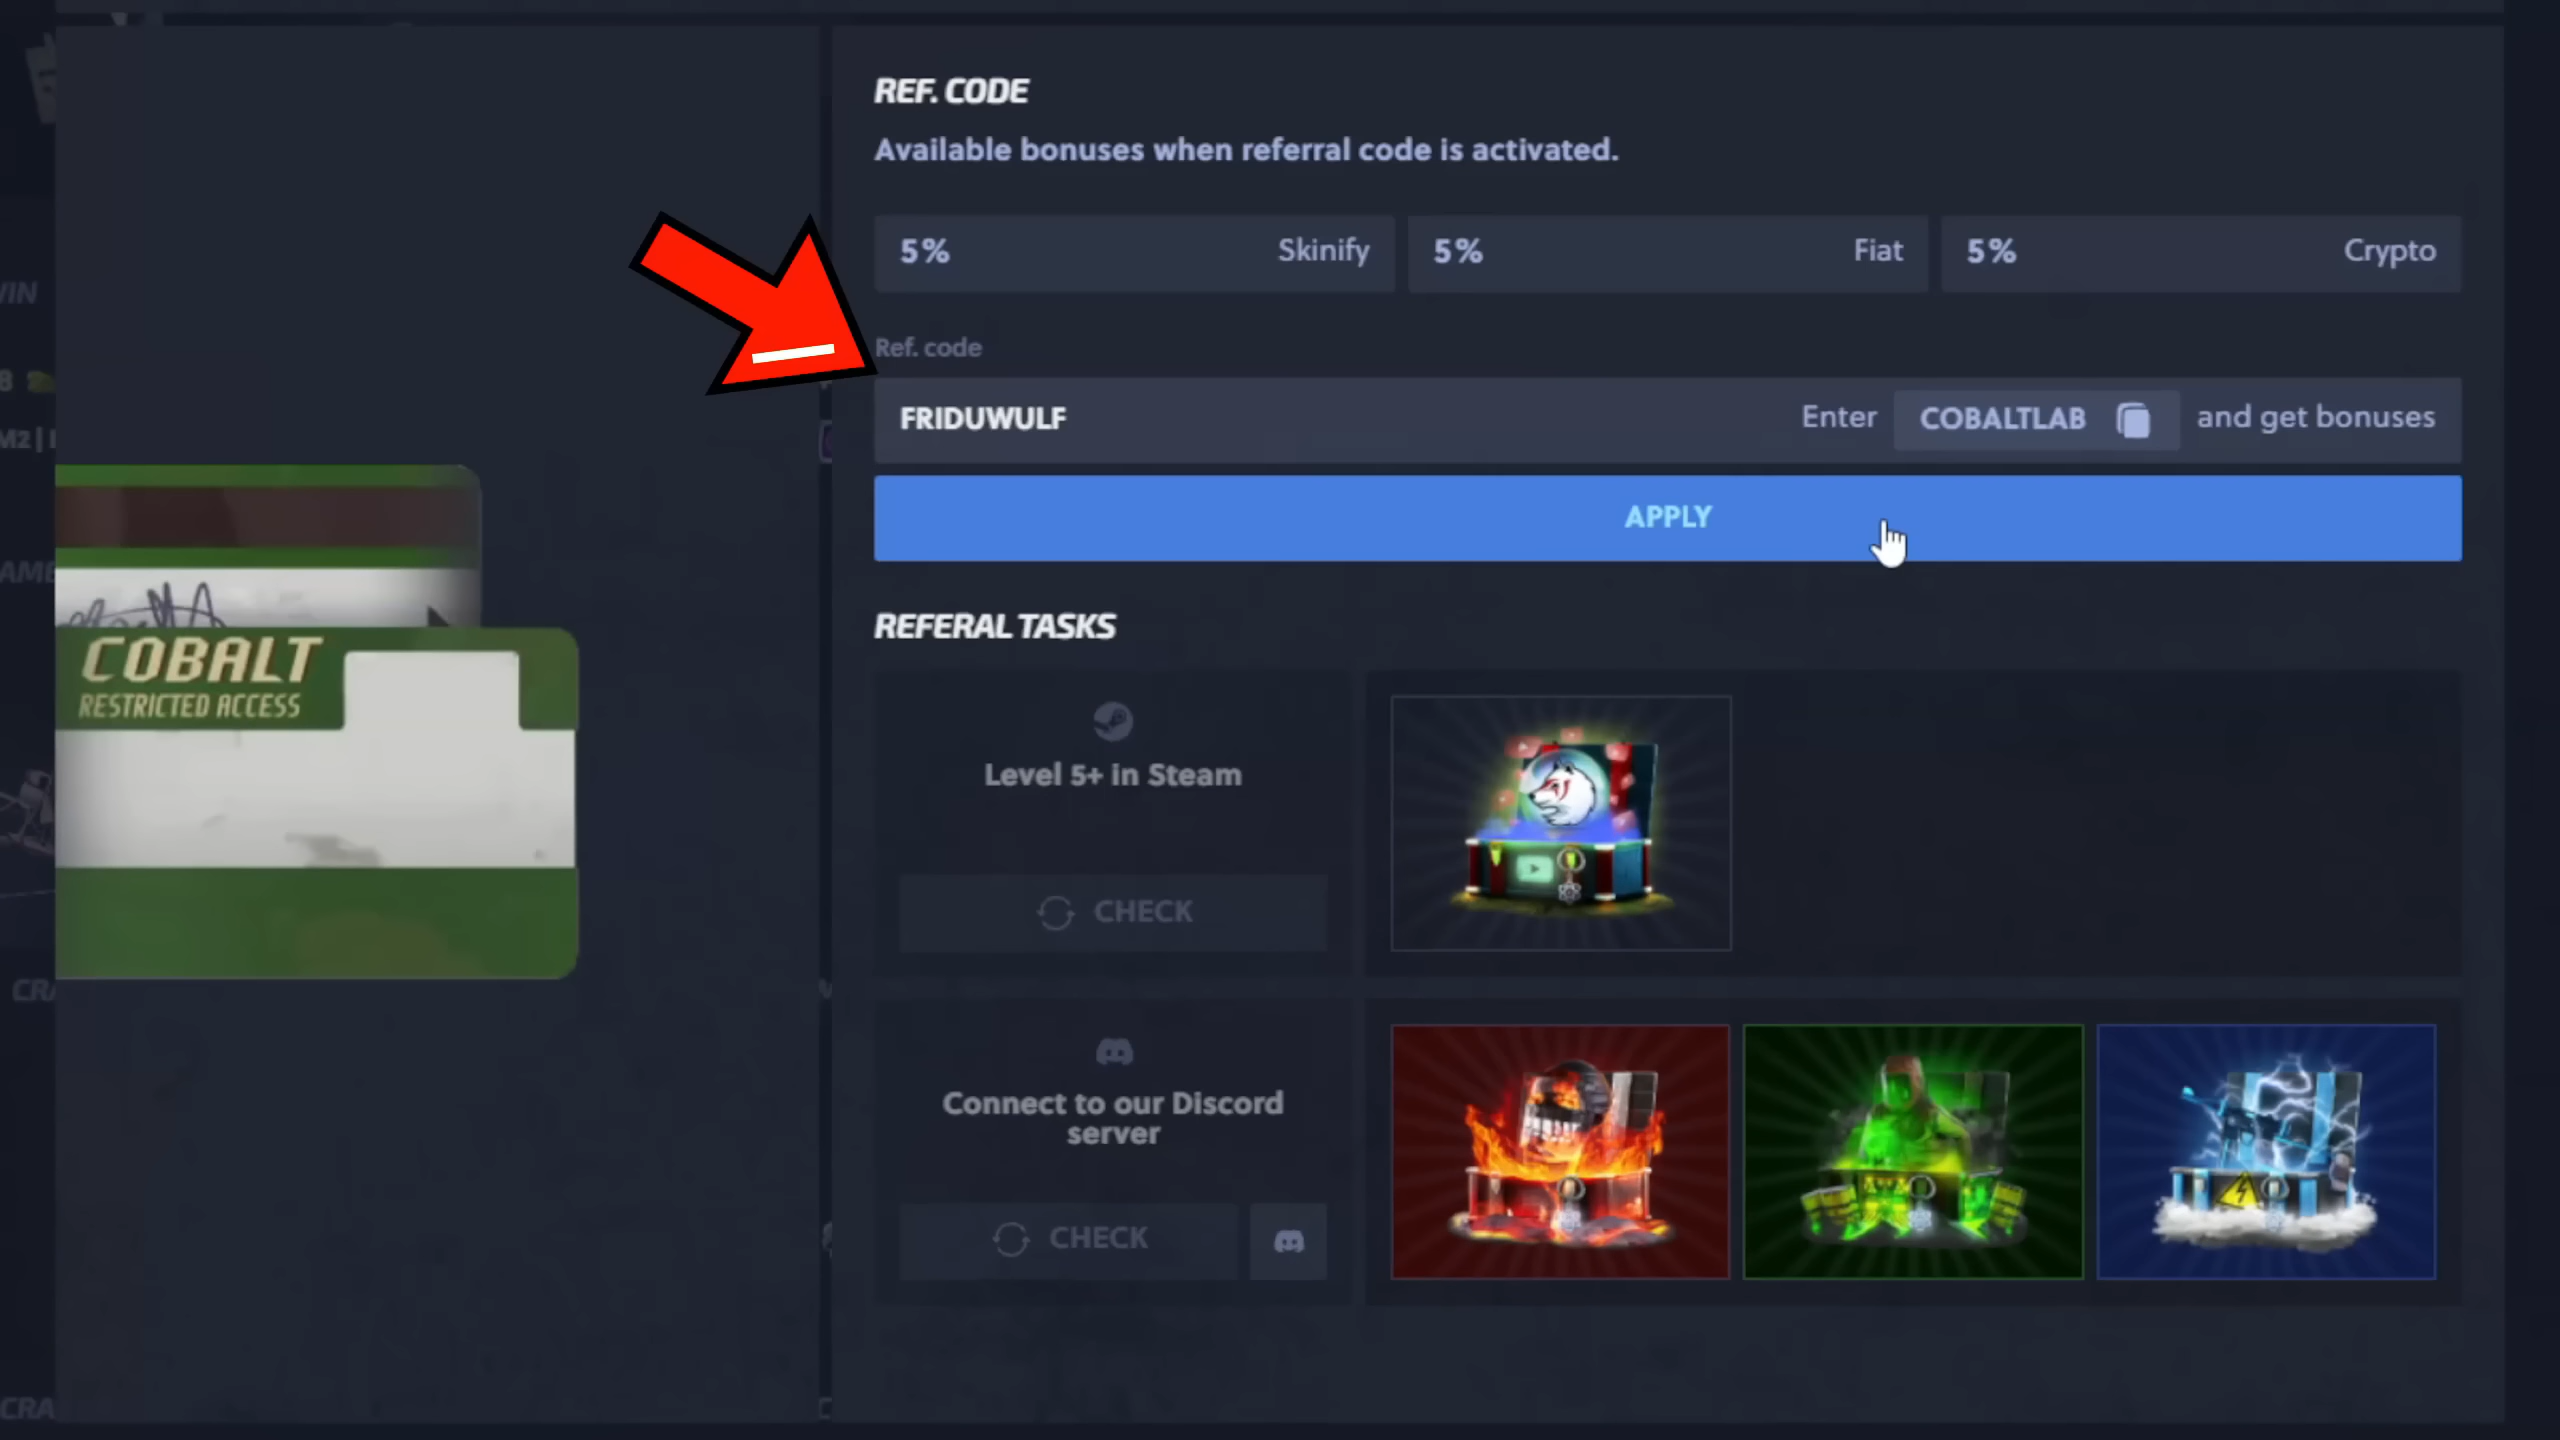 REF. CODE
Available bonuses when referral code is activated.
5% Skinify 5% Fiat 5% Crypto
Ref. code
FRIDUWULF Enter COBALTLAB and get bonuses
APPLY
COBALT
RESTRICTED ACCESS
REFERAL TASKS
Level 5+ in Steam
CHECK
Connect to our Discord
server
CHECK